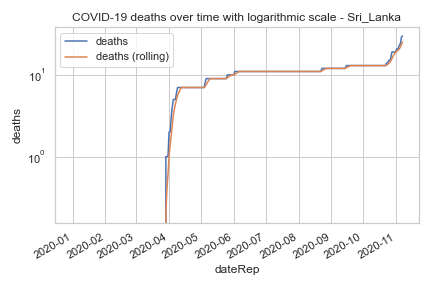 COVID-19 deaths over time with logarithmic scale - Sri_Lanka
deaths
deaths (rolling)
10¹
10⁰
deaths
2020-01
2020-02
2020-03
2020-04
2020-05
2020-06
2020-07
2020-08
2020-09
2020-10
2020-11
dateRep